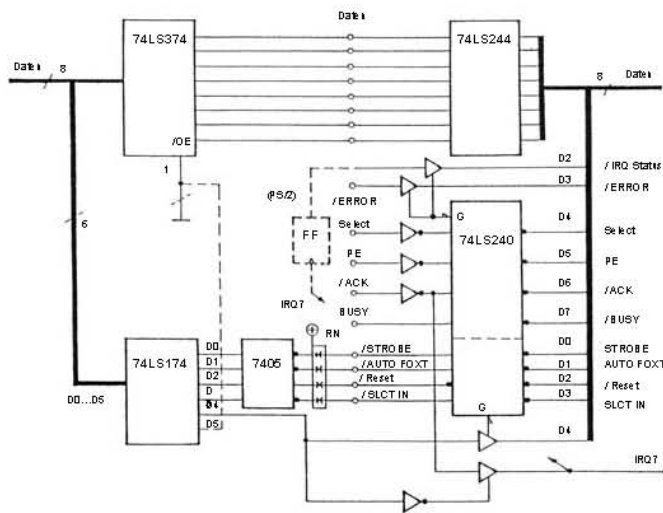 Daten
74LS374
74LS244
Daten
8
8
Daten
/OE
1
(PS/2)
D2
/IRQ Status
D3
/ERROR
/ERROR
6
G
D4
Select
Select
FF
74LS240
PE
D5
PE
/ACK
D6
/ACK
IRQ7
BUSY
D7
/BUSY
RN
74LS174
D0
7405
/STROBE
D0
STROBE
D1
/AUTO FOXT
D1
AUTO FOXT
D2
/Reset
D2
/Reset
D
/SLCT IN
D3
SLCT IN
D4
D0...D5
D5
G
D4
IRQ7